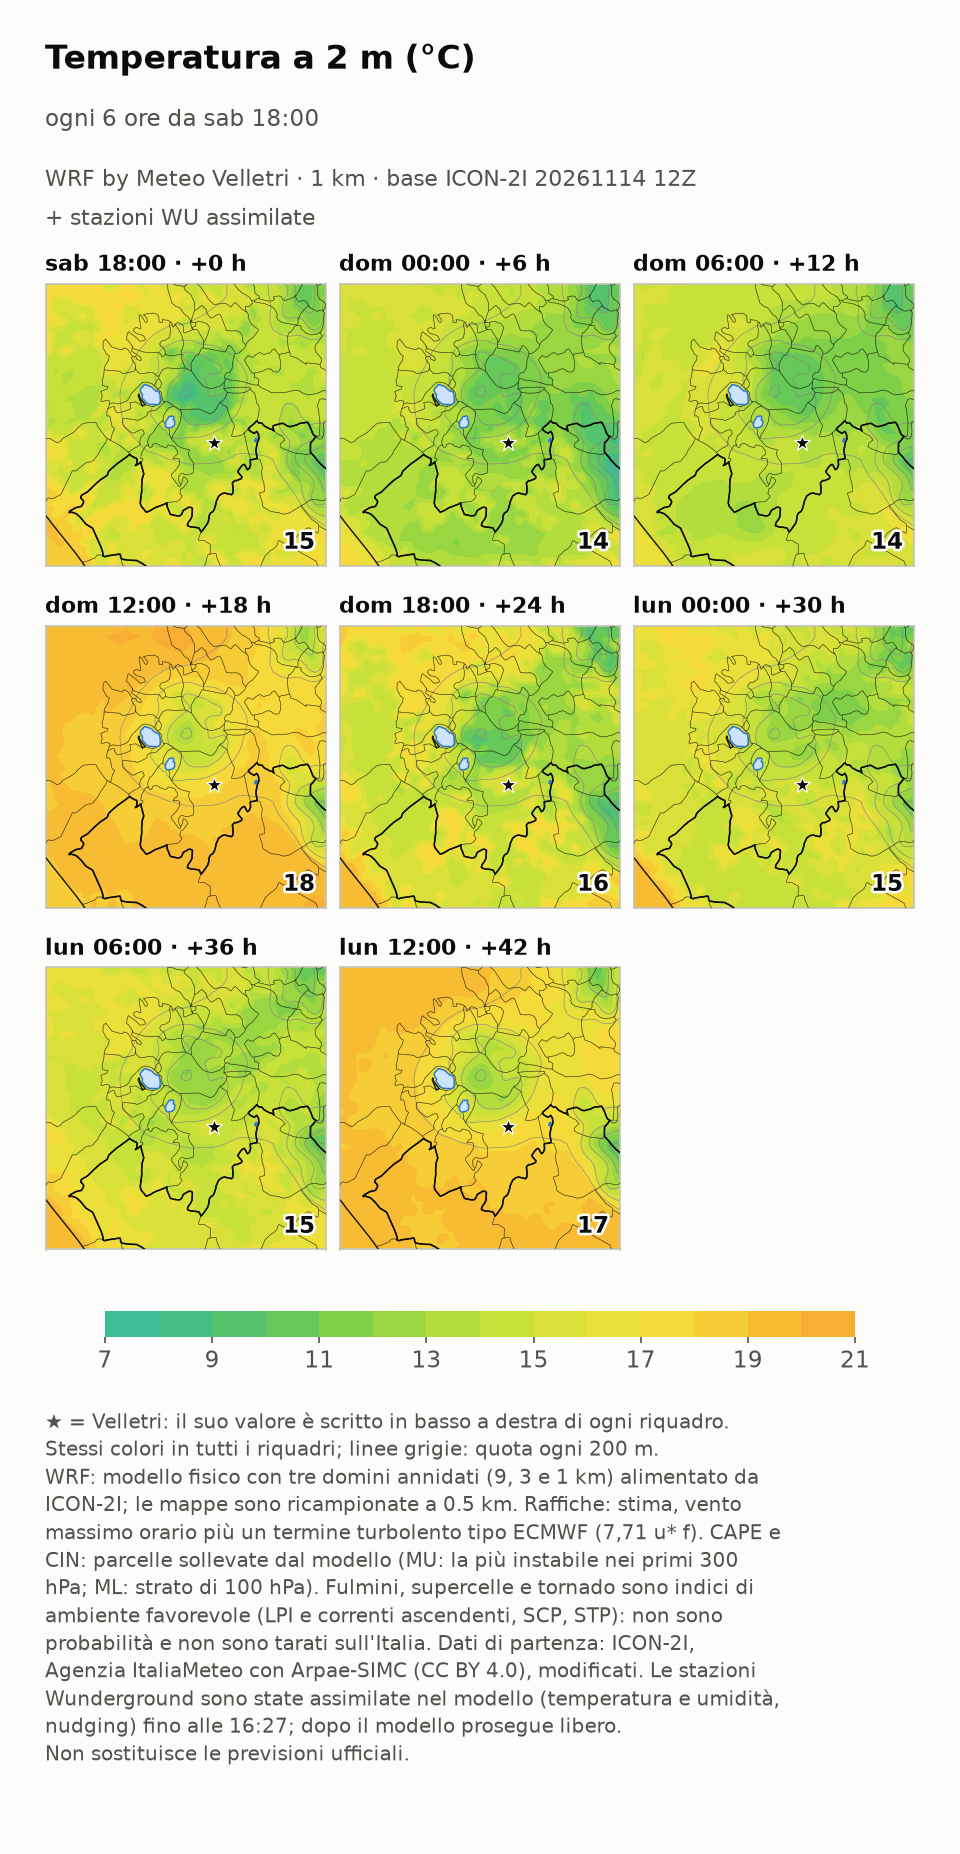 Temperatura a 2 m (°C)
ogni 6 ore da sab 18:00
WRF by Meteo Velletri · 1 km · base ICON-2I 20261114 12Z
+ stazioni WU assimilate
sab 18:00 · +0 h
dom 00:00 · +6 h
dom 06:00 · +12 h
15
14
14
dom 12:00 · +18 h
dom 18:00 · +24 h
lun 00:00 · +30 h
18
16
15
lun 06:00 · +36 h
lun 12:00 · +42 h
15
17
7 9 11 13 15 17 19 21
★ = Velletri: il suo valore è scritto in basso a destra di ogni riquadro.
Stessi colori in tutti i riquadri; linee grigie: quota ogni 200 m.
WRF: modello fisico con tre domini annidati (9, 3 e 1 km) alimentato da
ICON-2I; le mappe sono ricampionate a 0.5 km. Raffiche: stima, vento
massimo orario più un termine turbolento tipo ECMWF (7,71 u* f). CAPE e
CIN: parcelle sollevate dal modello (MU: la più instabile nei primi 300
hPa; ML: strato di 100 hPa). Fulmini, supercelle e tornado sono indici di
ambiente favorevole (LPI e correnti ascendenti, SCP, STP): non sono
probabilità e non sono tarati sull'Italia. Dati di partenza: ICON-2I,
Agenzia ItaliaMeteo con Arpae-SIMC (CC BY 4.0), modificati. Le stazioni
Wunderground sono state assimilate nel modello (temperatura e umidità,
nudging) fino alle 16:27; dopo il modello prosegue libero.
Non sostituisce le previsioni ufficiali.